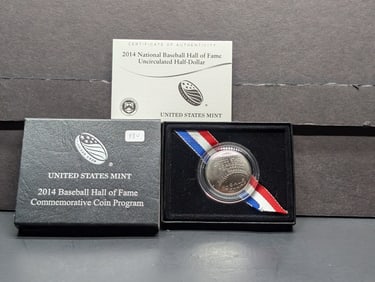 CERTIFICATE OF AUTHENTICITY
2014 National Baseball Hall of Fame
Uncirculated Half-Dollar
UNITED STATES MINT
UNITED STATES MINT
2014 Baseball Hall of Fame
Commemorative Coin Program